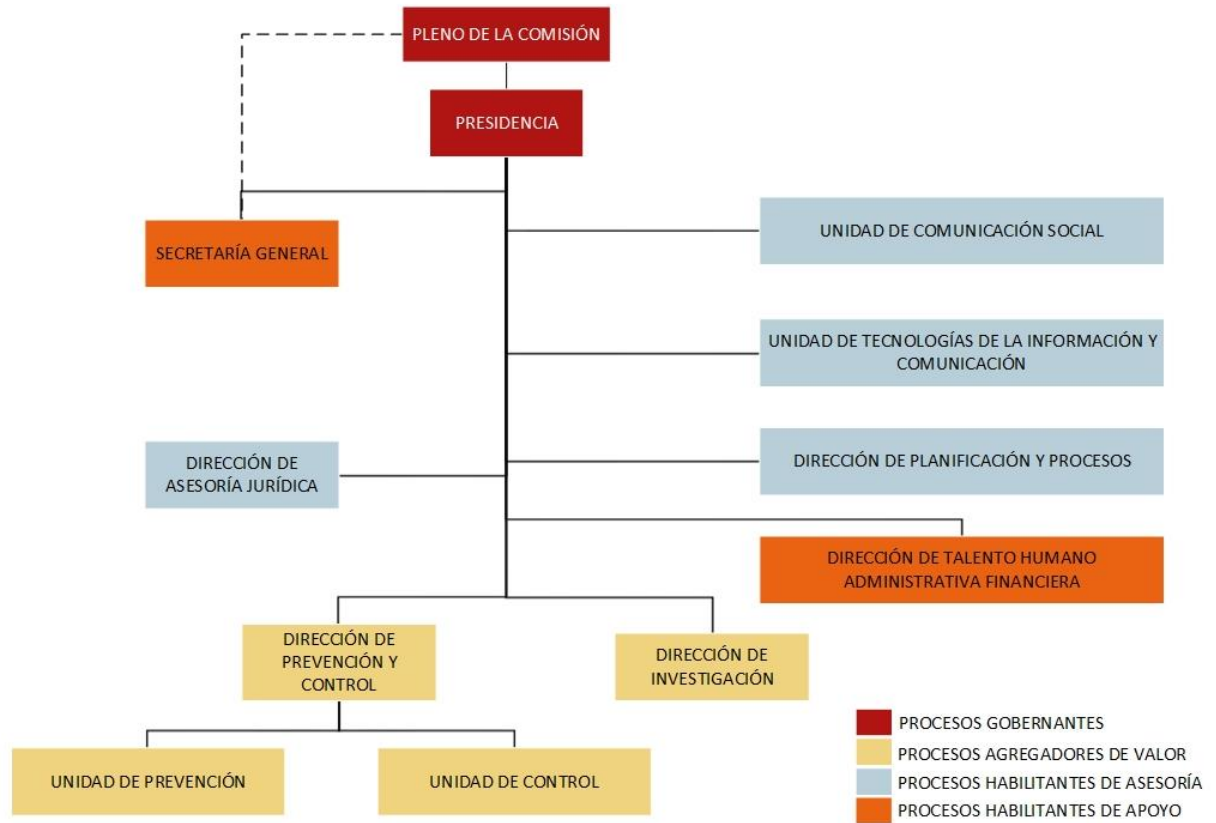 PLENO DE LA COMISIÓN
PRESIDENCIA
SECRETARÍA GENERAL
UNIDAD DE COMUNICACIÓN SOCIAL
UNIDAD DE TECNOLOGÍAS DE LA INFORMACIÓN Y
COMUNICACIÓN
DIRECCIÓN DE
ASESORÍA JURÍDICA
DIRECCIÓN DE PLANIFICACIÓN Y PROCESOS
DIRECCIÓN DE TALENTO HUMANO
ADMINISTRATIVA FINANCIERA
DIRECCIÓN DE
PREVENCIÓN Y
CONTROL
DIRECCIÓN DE
INVESTIGACIÓN
UNIDAD DE PREVENCIÓN
UNIDAD DE CONTROL
PROCESOS GOBERNANTES
PROCESOS AGREGADORES DE VALOR
PROCESOS HABILITANTES DE ASESORÍA
PROCESOS HABILITANTES DE APOYO